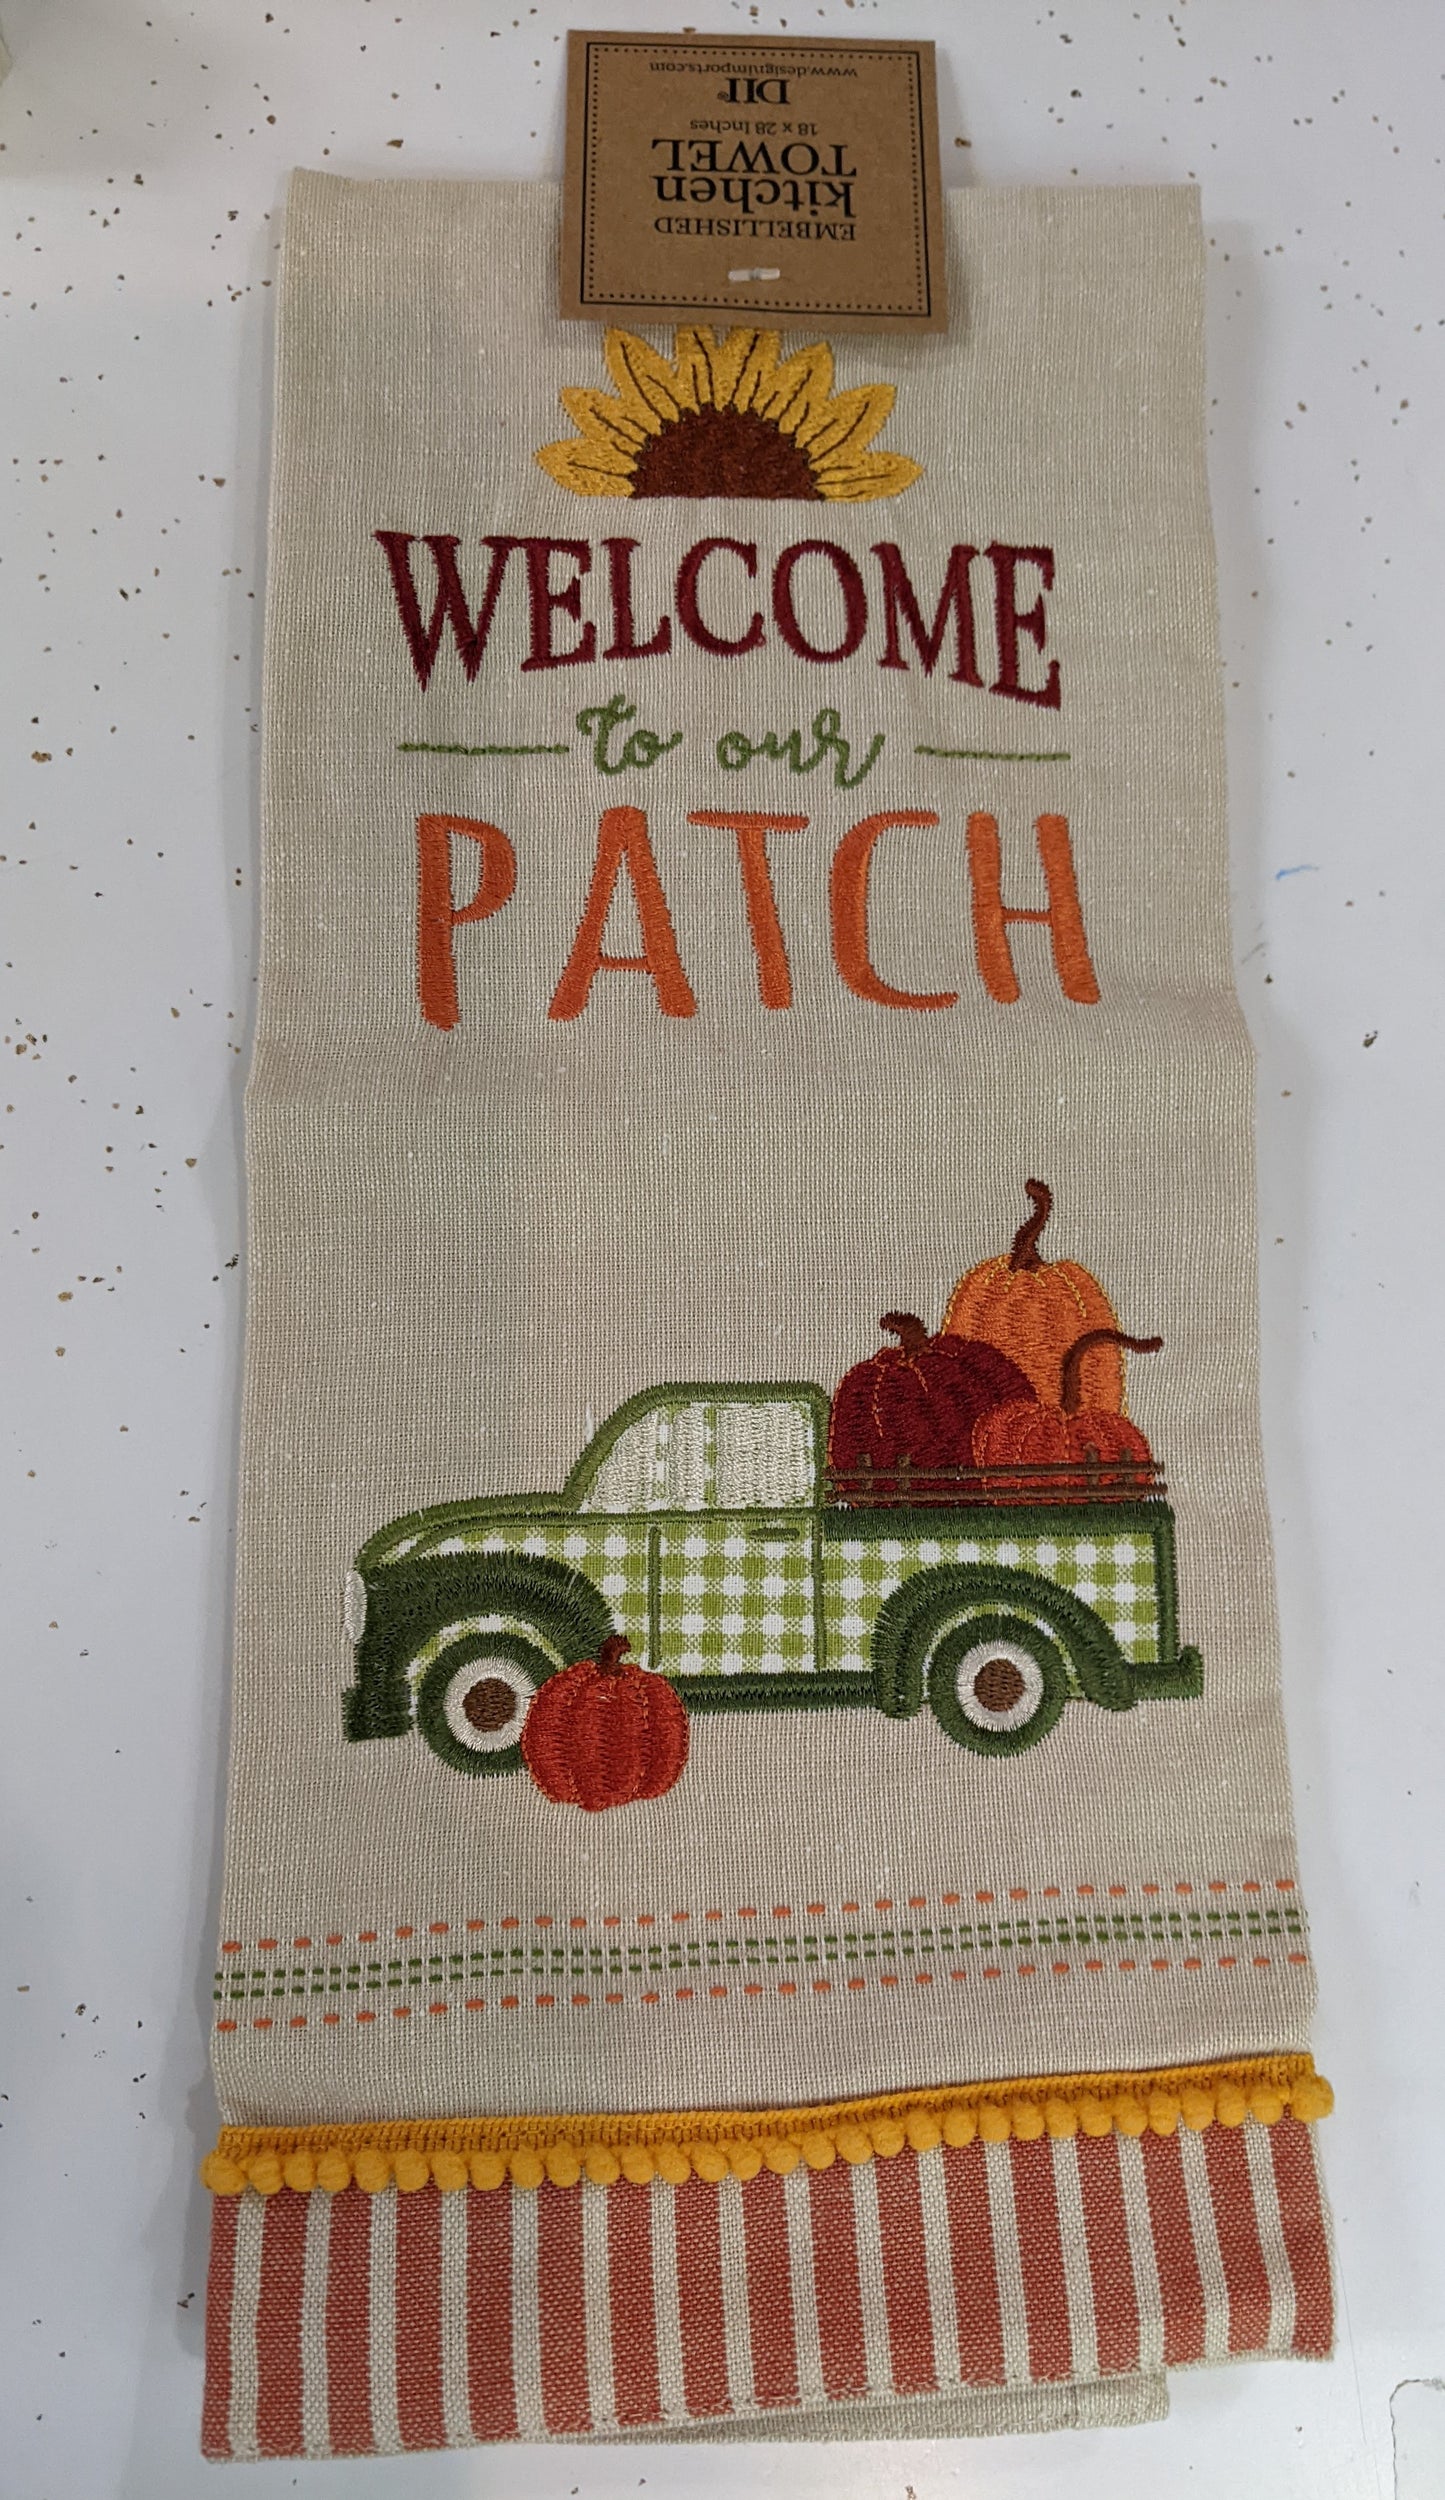 EMBELLISHED
kitchen
TOWEL
18 x 28 Inches
DII®
www.designimports.com
WELCOME
to our
PATCH